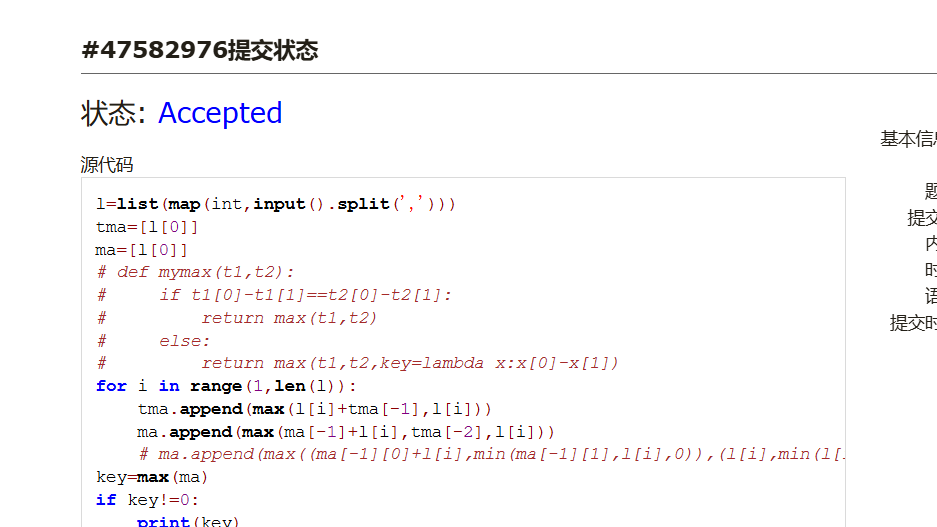 #47582976提交状态
状态: Accepted
基本信
源代码
l=list(map(int,input().split(',')))
tma=[l[0]]
提交
ma=[l[0]]
# def mymax(t1,t2):
# if t1[0]-t1[1]==t2[0]-t2[1]:
# return max(t1,t2)
提交时
# else:
# return max(t1,t2,key=lambda x:x[0]-x[1])
for i in range(1,len(l)):
tma.append(max(l[i]+tma[-1],l[i]))
ma.append(max(ma[-1]+l[i],tma[-2],l[i]))
# ma.append(max((ma[-1][0]+l[i],min(ma[-1][1],l[i],0)),(l[i],min(l[
key=max(ma)
if key!=0:
print(key)